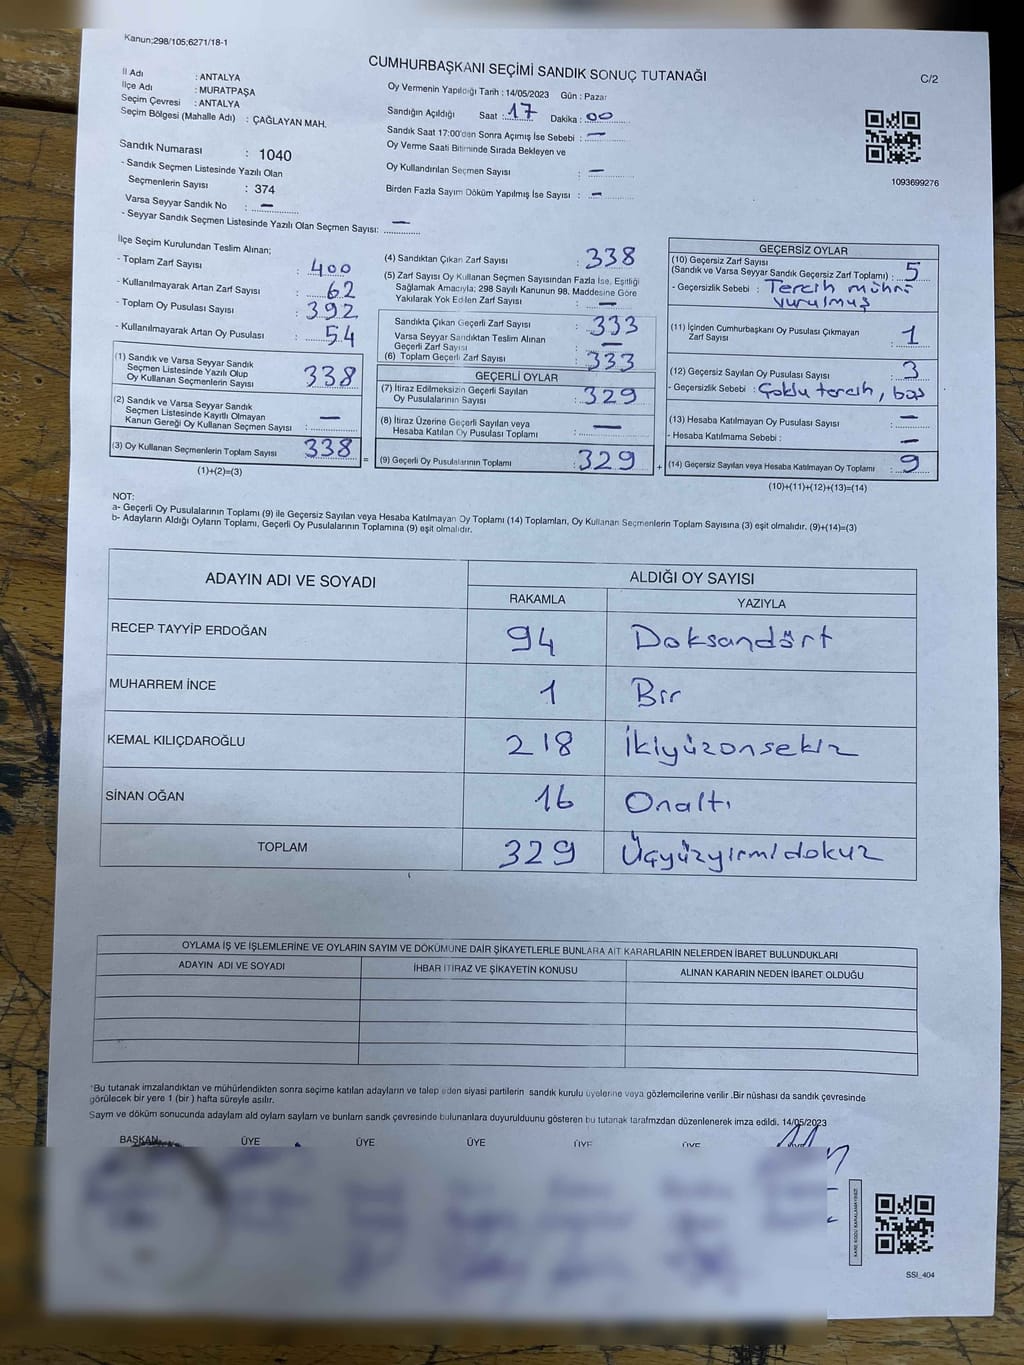 Kanun;298/105;6271/18-1
CUMHURBAŞKANI SEÇİMİ SANDIK SONUÇ TUTANAĞI
C/2
İl Adı : ANTALYA
İlçe Adı : MURATPAŞA
Seçim Çevresi : ANTALYA
Seçim Bölgesi (Mahalle Adı) : ÇAĞLAYAN MAH.
Sandık Numarası : 1040
- Sandık Seçmen Listesinde Yazılı Olan
Seçmenlerin Sayısı : 374
Varsa Seyyar Sandık No : —
- Seyyar Sandık Seçmen Listesinde Yazılı Olan Seçmen Sayısı: —
Oy Vermenin Yapıldığı Tarih : 14/05/2023 Gün : Pazar
Sandığın Açıldığı Saat : 17 Dakika : 00
Sandık Saat 17:00'den Sonra Açımış İse Sebebi : —
Oy Verme Saati Bitiminde Sırada Bekleyen ve
Oy Kullandırılan Seçmen Sayısı : —
Birden Fazla Sayım Döküm Yapılmış İse Sayısı : —
1093699276
İlçe Seçim Kurulundan Teslim Alınan;
- Toplam Zarf Sayısı : 400
- Kullanılmayarak Artan Zarf Sayısı : 62
- Toplam Oy Pusulası Sayısı : 392
- Kullanılmayarak Artan Oy Pusulası : 54
(1) Sandık ve Varsa Seyyar Sandık
Seçmen Listesinde Yazılı Olup
Oy Kullanan Seçmenlerin Sayısı : 338
(2) Sandık ve Varsa Seyyar Sandık
Seçmen Listesinde Kayıtlı Olmayan
Kanun Gereği Oy Kullanan Seçmen Sayısı : —
(3) Oy Kullanan Seçmenlerin Toplam Sayısı : 338
(1)+(2)=(3)
(4) Sandıktan Çıkan Zarf Sayısı : 338
(5) Zarf Sayısı Oy Kullanan Seçmen Sayısından Fazla İse, Eşitliği
Sağlamak Amacıyla; 298 Sayılı Kanunun 98. Maddesine Göre
Yakılarak Yok Edilen Zarf Sayısı : —
Sandıkta Çıkan Geçerli Zarf Sayısı : 333
Varsa Seyyar Sandıktan Teslim Alınan
Geçerli Zarf Sayısı : —
(6) Toplam Geçerli Zarf Sayısı : 333
GEÇERLİ OYLAR
(7) İtiraz Edilmeksizin Geçerli Sayılan
Oy Pusulalarının Sayısı : 329
(8) İtiraz Üzerine Geçerli Sayılan veya
Hesaba Katılan Oy Pusulası Toplamı : —
= (9) Geçerli Oy Pusulalarının Toplamı : 329
GEÇERSİZ OYLAR
(10) Geçersiz Zarf Sayısı
(Sandık ve Varsa Seyyar Sandık Geçersiz Zarf Toplamı) : 5
- Geçersizlik Sebebi : Tercih mührü
vurulmuş
(11) İçinden Cumhurbaşkanı Oy Pusulası Çıkmayan
Zarf Sayısı : 1
(12) Geçersiz Sayılan Oy Pusulası Sayısı : 3
- Geçersizlik Sebebi : Çoklu tercih, boş
(13) Hesaba Katılmayan Oy Pusulası Sayısı : —
- Hesaba Katılmama Sebebi : —
+ (14) Geçersiz Sayılan veya Hesaba Katılmayan Oy Toplamı : 9
(10)+(11)+(12)+(13)=(14)
NOT:
a- Geçerli Oy Pusulalarının Toplamı (9) ile Geçersiz Sayılan veya Hesaba Katılmayan Oy Toplamı (14) Toplamları, Oy Kullanan Seçmenlerin Toplam Sayısına (3) eşit olmalıdır. (9)+(14)=(3)
b- Adayların Aldığı Oyların Toplamı, Geçerli Oy Pusulalarının Toplamına (9) eşit olmalıdır.
ADAYIN ADI VE SOYADI ALDIĞI OY SAYISI
RAKAMLA YAZIYLA
RECEP TAYYİP ERDOĞAN 94 Doksandört
MUHARREM İNCE 1 Bir
KEMAL KILIÇDAROĞLU 218 İkiyüzonsekiz
SİNAN OĞAN 16 Onaltı
TOPLAM 329 Üçyüzyirmidokuz
OYLAMA İŞ VE İŞLEMLERİNE VE OYLARIN SAYIM VE DÖKÜMÜNE DAİR ŞİKAYETLERLE BUNLARA AİT KARARLARIN NELERDEN İBARET BULUNDUKLARI
ADAYIN ADI VE SOYADI İHBAR İTİRAZ VE ŞİKAYETİN KONUSU ALINAN KARARIN NEDEN İBARET OLDUĞU
*Bu tutanak imzalandıktan ve mühürlendikten sonra seçime katılan adayların ve talep eden siyasi partilerin sandık kurulu üyelerine veya gözlemcilerine verilir .Bir nüshası da sandık çevresinde
görülecek bir yere 1 (bir ) hafta süreyle asılır.
Sayım ve döküm sonucunda adaylam ald oylarn saylarn ve bunlarn sandk çevresinde bulunanlara duyurulduunu gösteren bu tutanak tarafmzdan düzenlenerek imza edildi. 14/05/2023
BAŞKAN ÜYE ÜYE ÜYE ÜYE ÜYE
KARE KODU KARALAMAYINIZ!
SSI_404